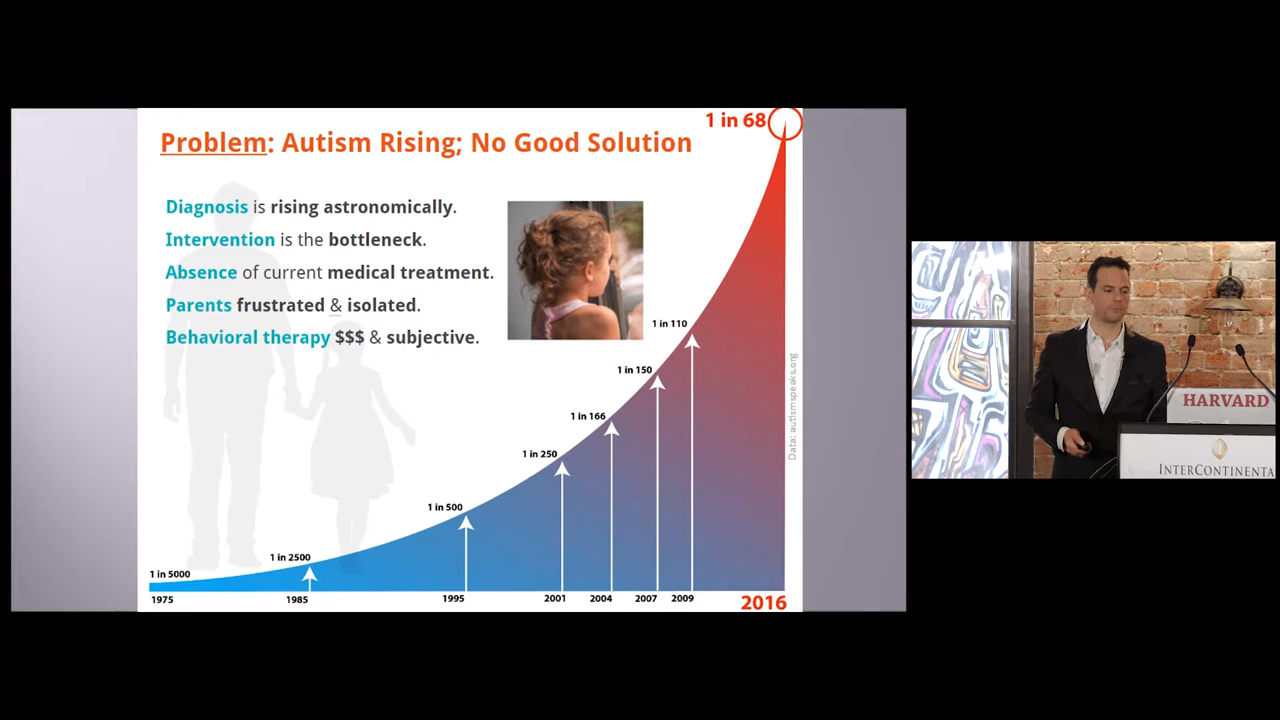 Problem: Autism Rising; No Good Solution
1 in 68
Diagnosis is rising astronomically.
Intervention is the bottleneck.
Absence of current medical treatment.
Parents frustrated & isolated.
Behavioral therapy $$$ & subjective.
1 in 110
1 in 150
1 in 166
1 in 250
1 in 500
1 in 2500
1 in 5000
1975
1985
1995
2001
2004
2007
2009
2016
Data: autismspeaks.org
HARVARD
INTERCONTINENTA